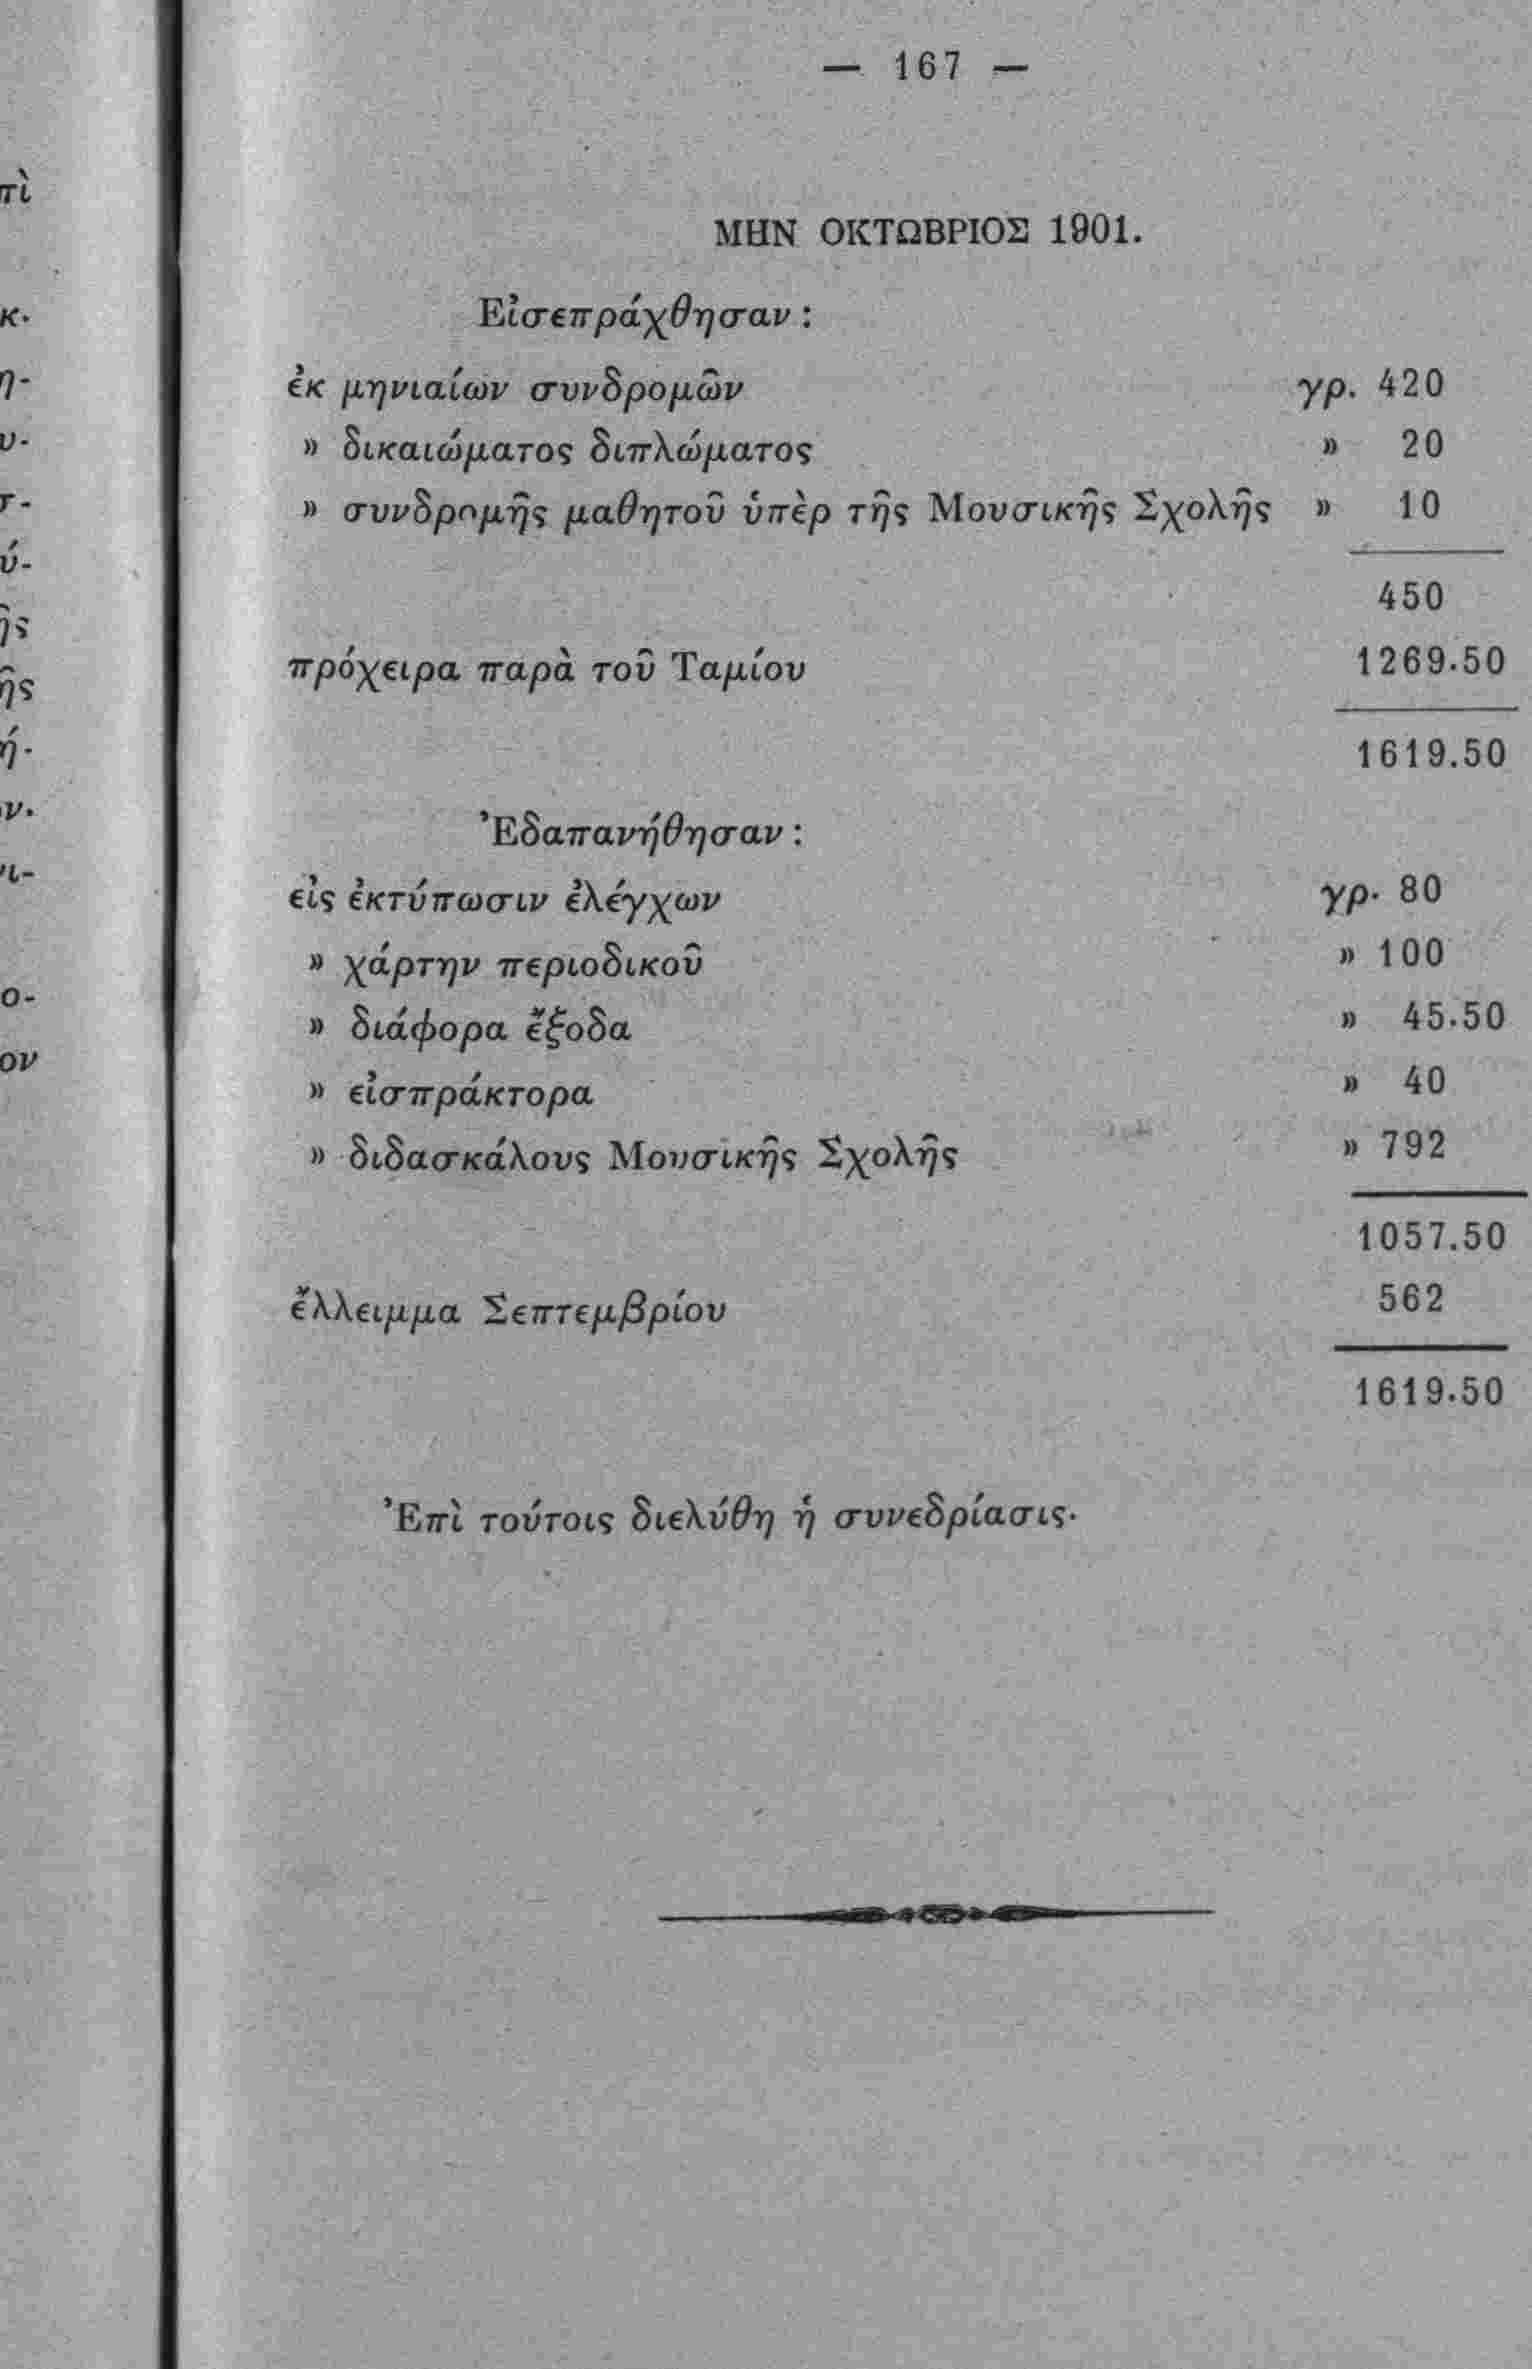 — 167 —
ΜΗΝ ΟΚΤΩΒΡΙΟΣ 1901.
Εἰσεπράχθησαν :
ἐκ μηνιαίων συνδρομῶν γρ. 420
» δικαιώματος διπλώματος » 20
» συνδρομῆς μαθητοῦ ὑπὲρ τῆς Μουσικῆς Σχολῆς » 10
450
πρόχειρα παρὰ τοῦ Ταμίου 1269.50
1619.50
Ἐδαπανήθησαν :
εἰς ἐκτύπωσιν ἐλέγχων γρ. 80
» χάρτην περιοδικοῦ » 100
» διάφορα ἔξοδα » 45.50
» εἰσπράκτορα » 40
» διδασκάλους Μουσικῆς Σχολῆς » 792
1057.50
ἔλλειμμα Σεπτεμβρίου 562
1619.50
Ἐπὶ τούτοις διελύθη ἡ συνεδρίασις.